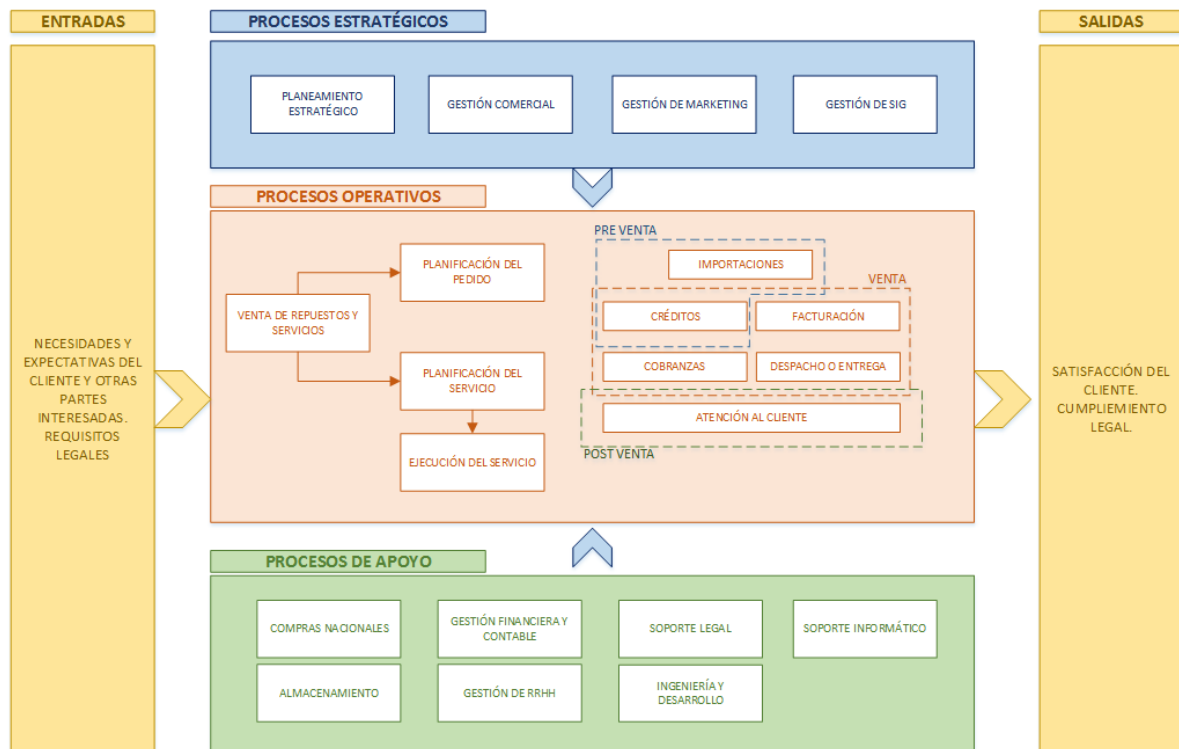 ENTRADAS
PROCESOS ESTRATÉGICOS
SALIDAS
PLANEAMIENTO
ESTRATÉGICO
GESTIÓN COMERCIAL
GESTIÓN DE MARKETING
GESTIÓN DE SIG
PROCESOS OPERATIVOS
NECESIDADES Y
EXPECTATIVAS DEL
CLIENTE Y OTRAS
PARTES
INTERESADAS.
REQUISITOS
LEGALES
VENTA DE REPUESTOS Y
SERVICIOS
PLANIFICACIÓN DEL
PEDIDO
PLANIFICACIÓN DEL
SERVICIO
EJECUCIÓN DEL SERVICIO
PRE VENTA
IMPORTACIONES
VENTA
CRÉDITOS
FACTURACIÓN
COBRANZAS
DESPACHO O ENTREGA
ATENCIÓN AL CLIENTE
POST VENTA
SATISFACCIÓN DEL
CLIENTE.
CUMPLIEMIENTO
LEGAL.
PROCESOS DE APOYO
COMPRAS NACIONALES
GESTIÓN FINANCIERA Y
CONTABLE
SOPORTE LEGAL
SOPORTE INFORMÁTICO
ALMACENAMIENTO
GESTIÓN DE RRHH
INGENIERÍA Y
DESARROLLO